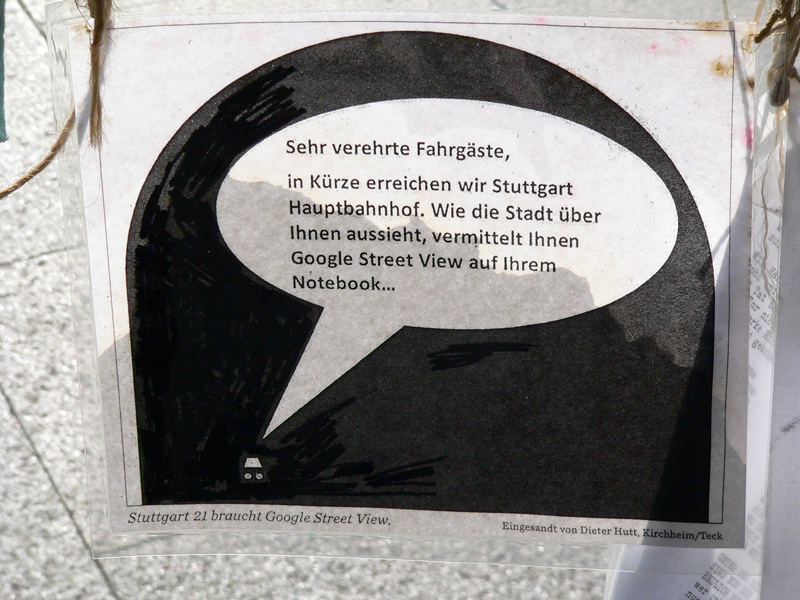 Sehr verehrte Fahrgäste,
in Kürze erreichen wir Stuttgart
Hauptbahnhof. Wie die Stadt über
Ihnen aussieht, vermittelt Ihnen
Google Street View auf Ihrem
Notebook...
Stuttgart 21 braucht Google Street View.
Eingesandt von Dieter Hutt, Kirchheim/Teck